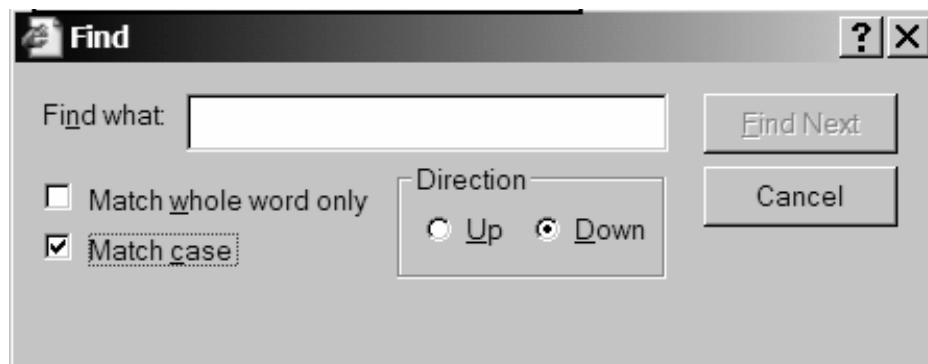 Find ?
Find what: Find Next
Match whole word only Direction Cancel
Up Down
Match case